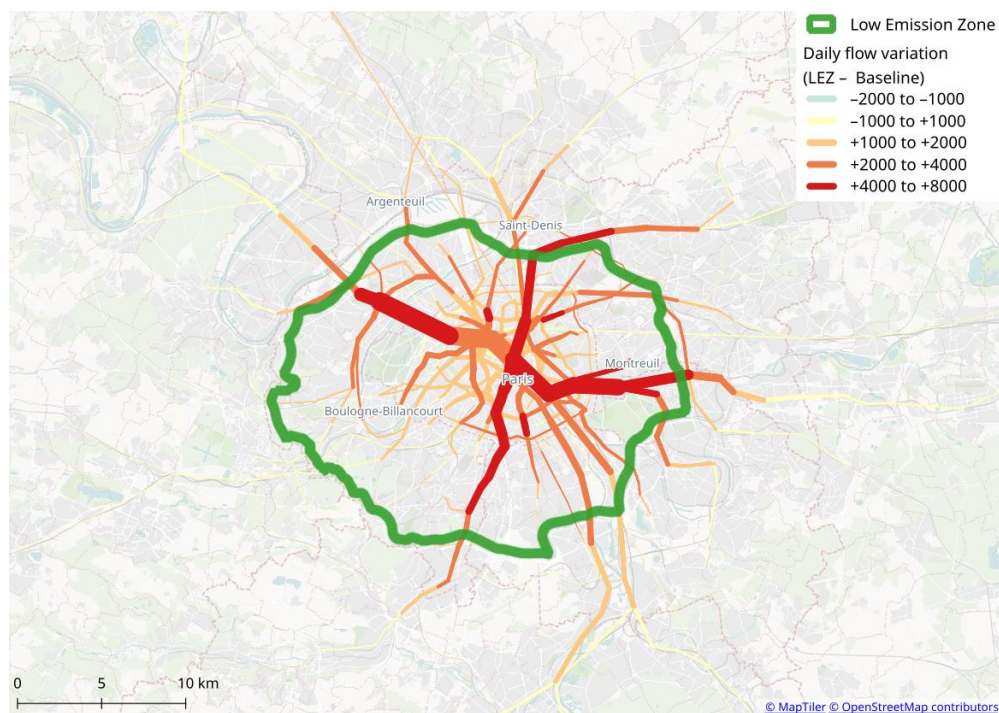 Low Emission Zone
Daily flow variation
(LEZ – Baseline)
–2000 to –1000
–1000 to +1000
+1000 to +2000
+2000 to +4000
+4000 to +8000
Argenteuil
Saint-Denis
Montreuil
Paris
Boulogne-Billancourt
0 5 10 km
© MapTiler © OpenStreetMap contributors